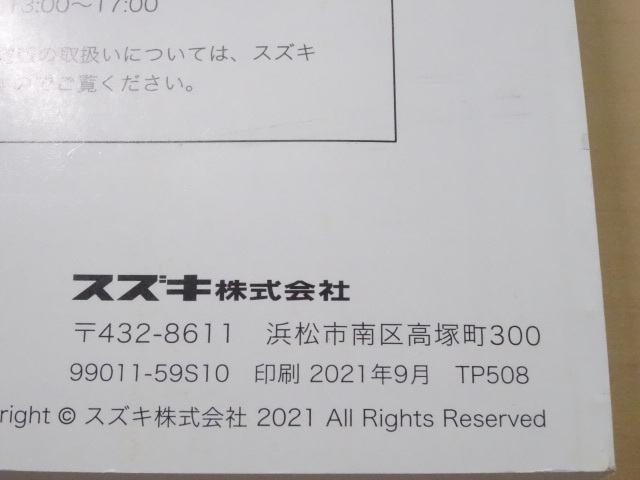 13:00～17:00
の取扱いについては、スズキ
のでご覧ください。
スズキ株式会社
〒432-8611　浜松市南区高塚町300
99011-59S10　印刷 2021年9月　TP508
right © スズキ株式会社 2021 All Rights Reserved